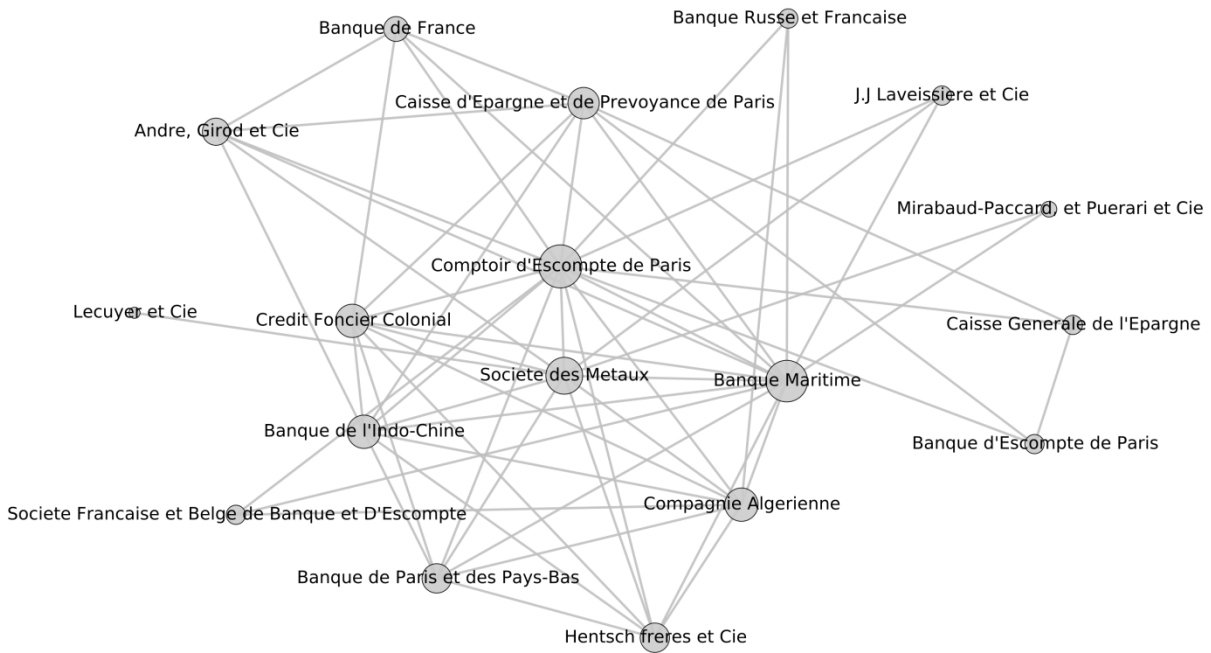 Banque Russe et Francaise
Banque de France
J.J Laveissiere et Cie
Caisse d'Epargne et de Prevoyance de Paris
Andre, Girod et Cie
Mirabaud-Paccard, et Puerari et Cie
Comptoir d'Escompte de Paris
Lecuyer et Cie
Credit Foncier Colonial
Caisse Generale de l'Epargne
Societe des Metaux
Banque Maritime
Banque de l'Indo-Chine
Banque d'Escompte de Paris
Compagnie Algerienne
Societe Francaise et Belge de Banque et D'Escompte
Banque de Paris et des Pays-Bas
Hentsch freres et Cie